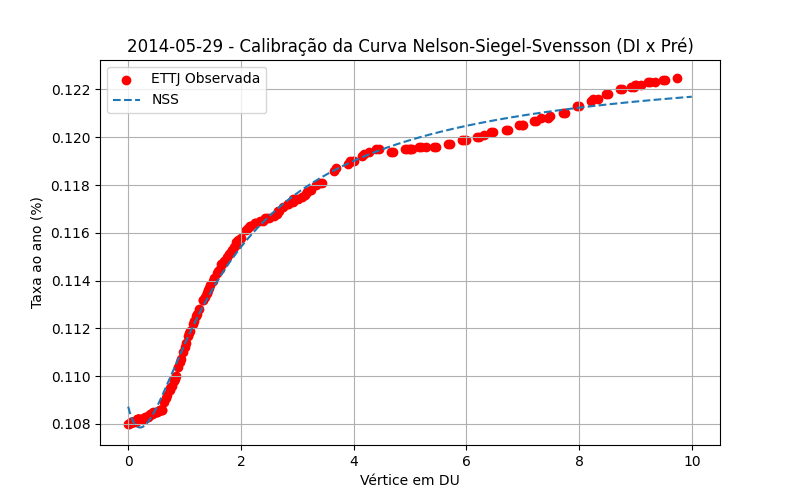 2014-05-29 - Calibração da Curva Nelson-Siegel-Svensson (DI x Pré)
ETTJ Observada
NSS
Taxa ao ano (%)
0.122
0.120
0.118
0.116
0.114
0.112
0.110
0.108
0 2 4 6 8 10
Vértice em DU